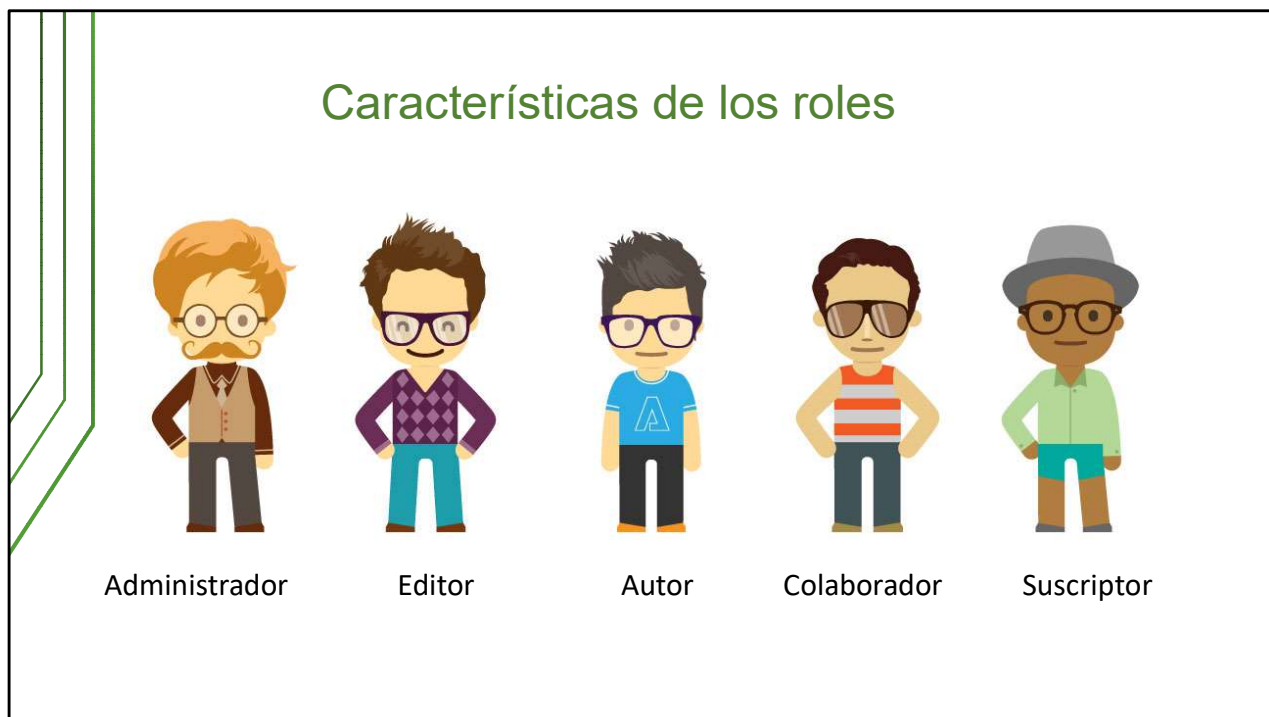 Características de los roles
Administrador
Editor
Autor
Colaborador
Suscriptor